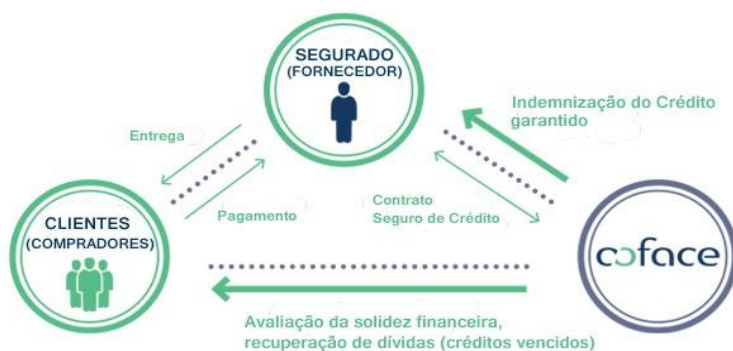 SEGURADO
(FORNECEDOR)
Indemnização do Crédito
garantido
Entrega
Pagamento
Contrato
Seguro de Crédito
CLIENTES
(COMPRADORES)
coface
Avaliação da solidez financeira,
recuperação de dívidas (créditos vencidos)